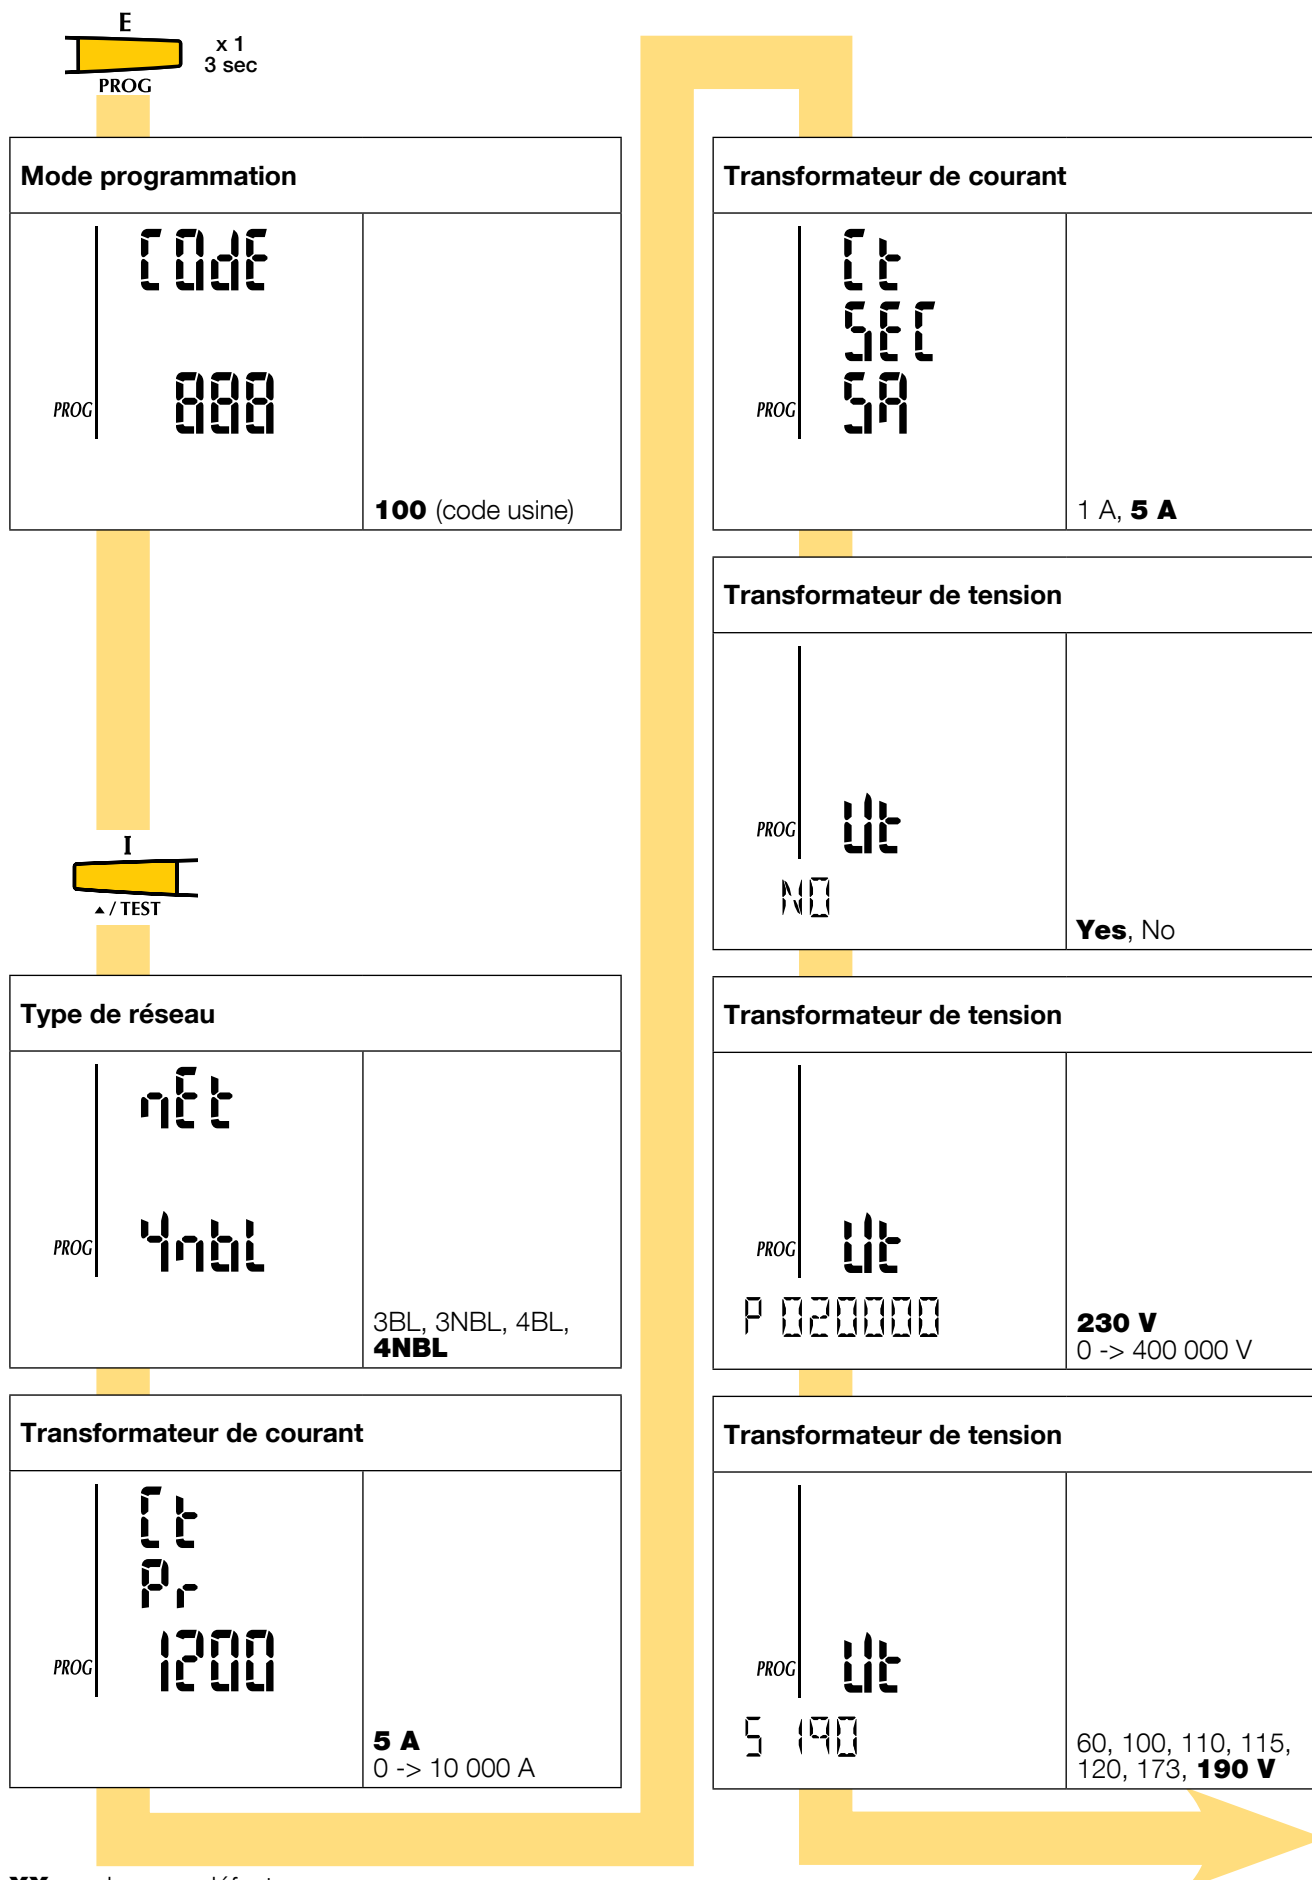 E
x 1
3 sec
PROG
Mode programmation
COdE
PROG
888
100 (code usine)
I
▲ / TEST
Type de réseau
nEt
PROG
4nbL
3BL, 3NBL, 4BL,
4NBL
Transformateur de courant
Ct
Pr
PROG
1200
5 A
0 -> 10 000 A
Transformateur de courant
Ct
SEC
PROG
5A
1 A, 5 A
Transformateur de tension
PROG
Ut
NO
Yes, No
Transformateur de tension
PROG
Ut
P 020000
230 V
0 -> 400 000 V
Transformateur de tension
PROG
Ut
S 190
60, 100, 110, 115,
120, 173, 190 V